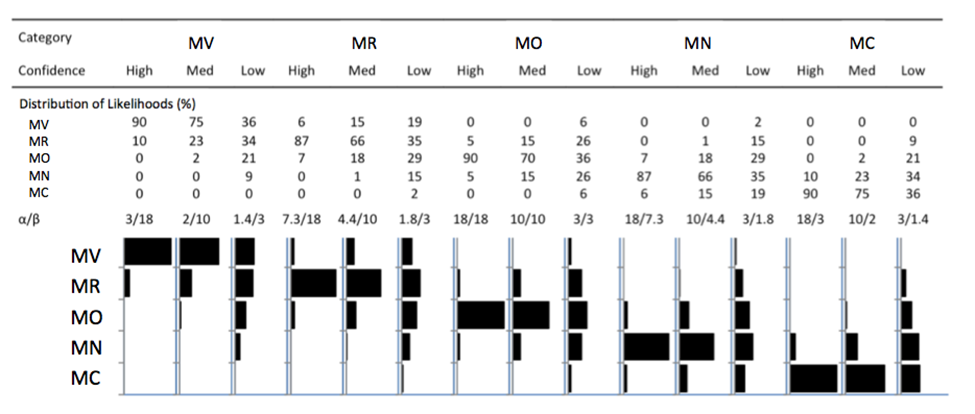 Category MV MR MO MN MC
Confidence High Med Low High Med Low High Med Low High Med Low High Med Low
Distribution of Likelihoods (%)
MV 90 75 36 6 15 19 0 0 6 0 0 2 0 0 0
MR 10 23 34 87 66 35 5 15 26 0 1 15 0 0 9
MO 0 2 21 7 18 29 90 70 36 7 18 29 0 2 21
MN 0 0 9 0 1 15 5 15 26 87 66 35 10 23 34
MC 0 0 0 0 0 2 0 0 6 6 15 19 90 75 36
α/β 3/18 2/10 1.4/3 7.3/18 4.4/10 1.8/3 18/18 10/10 3/3 18/7.3 10/4.4 3/1.8 18/3 10/2 3/1.4
MV
MR
MO
MN
MC